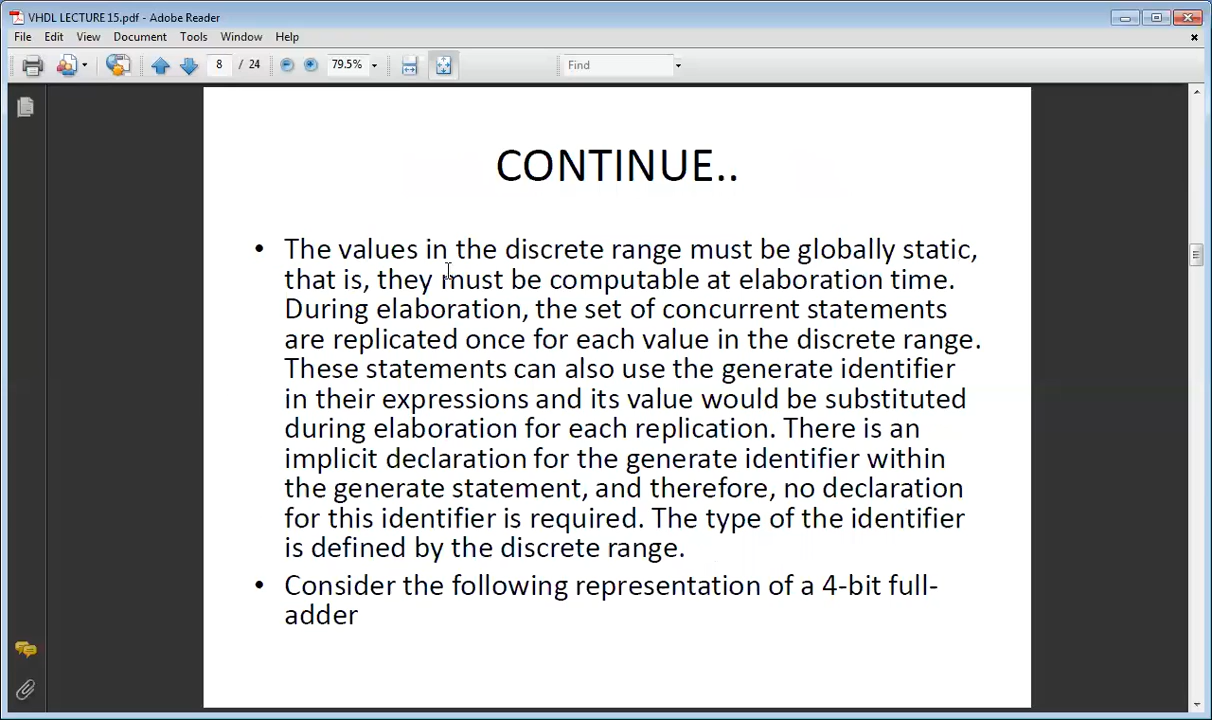 VHDL LECTURE 15.pdf - Adobe Reader
File Edit View Document Tools Window Help
8 / 24 79.5% Find
CONTINUE..
• The values in the discrete range must be globally static,
that is, they must be computable at elaboration time.
During elaboration, the set of concurrent statements
are replicated once for each value in the discrete range.
These statements can also use the generate identifier
in their expressions and its value would be substituted
during elaboration for each replication. There is an
implicit declaration for the generate identifier within
the generate statement, and therefore, no declaration
for this identifier is required. The type of the identifier
is defined by the discrete range.
• Consider the following representation of a 4-bit full-
adder